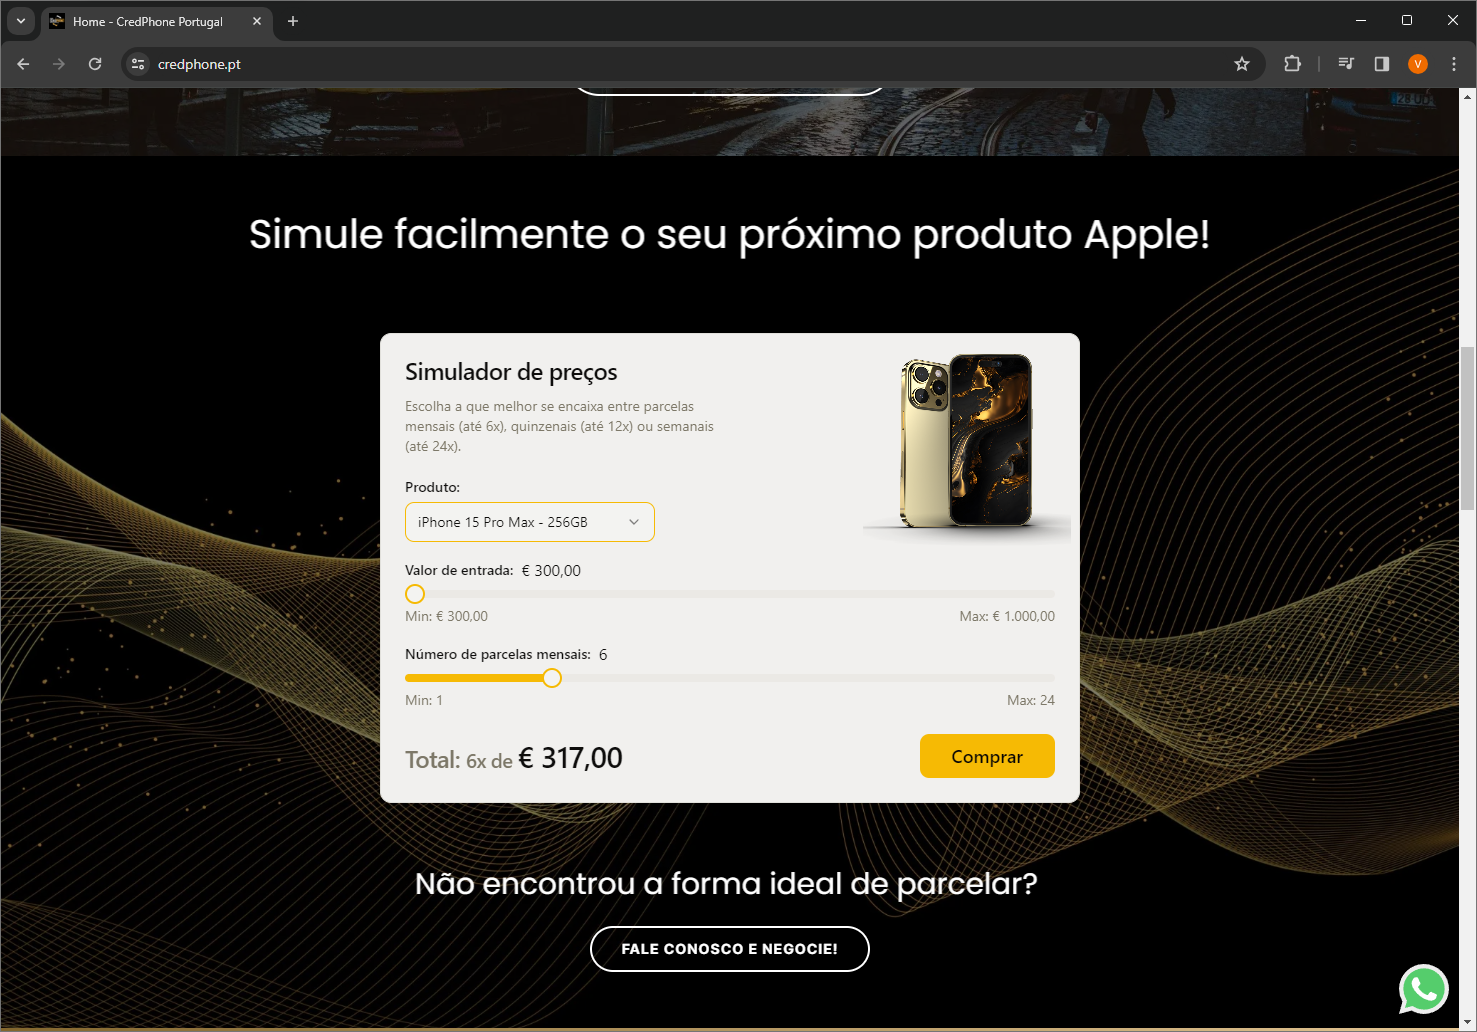 Home - CredPhone Portugal
credphone.pt
V
Simule facilmente o seu próximo produto Apple!
Simulador de preços
Escolha a que melhor se encaixa entre parcelas
mensais (até 6x), quinzenais (até 12x) ou semanais
(até 24x).
Produto:
iPhone 15 Pro Max - 256GB
Valor de entrada: € 300,00
Min: € 300,00 Max: € 1.000,00
Número de parcelas mensais: 6
Min: 1 Max: 24
Total: 6x de € 317,00 Comprar
Não encontrou a forma ideal de parcelar?
FALE CONOSCO E NEGOCIE!